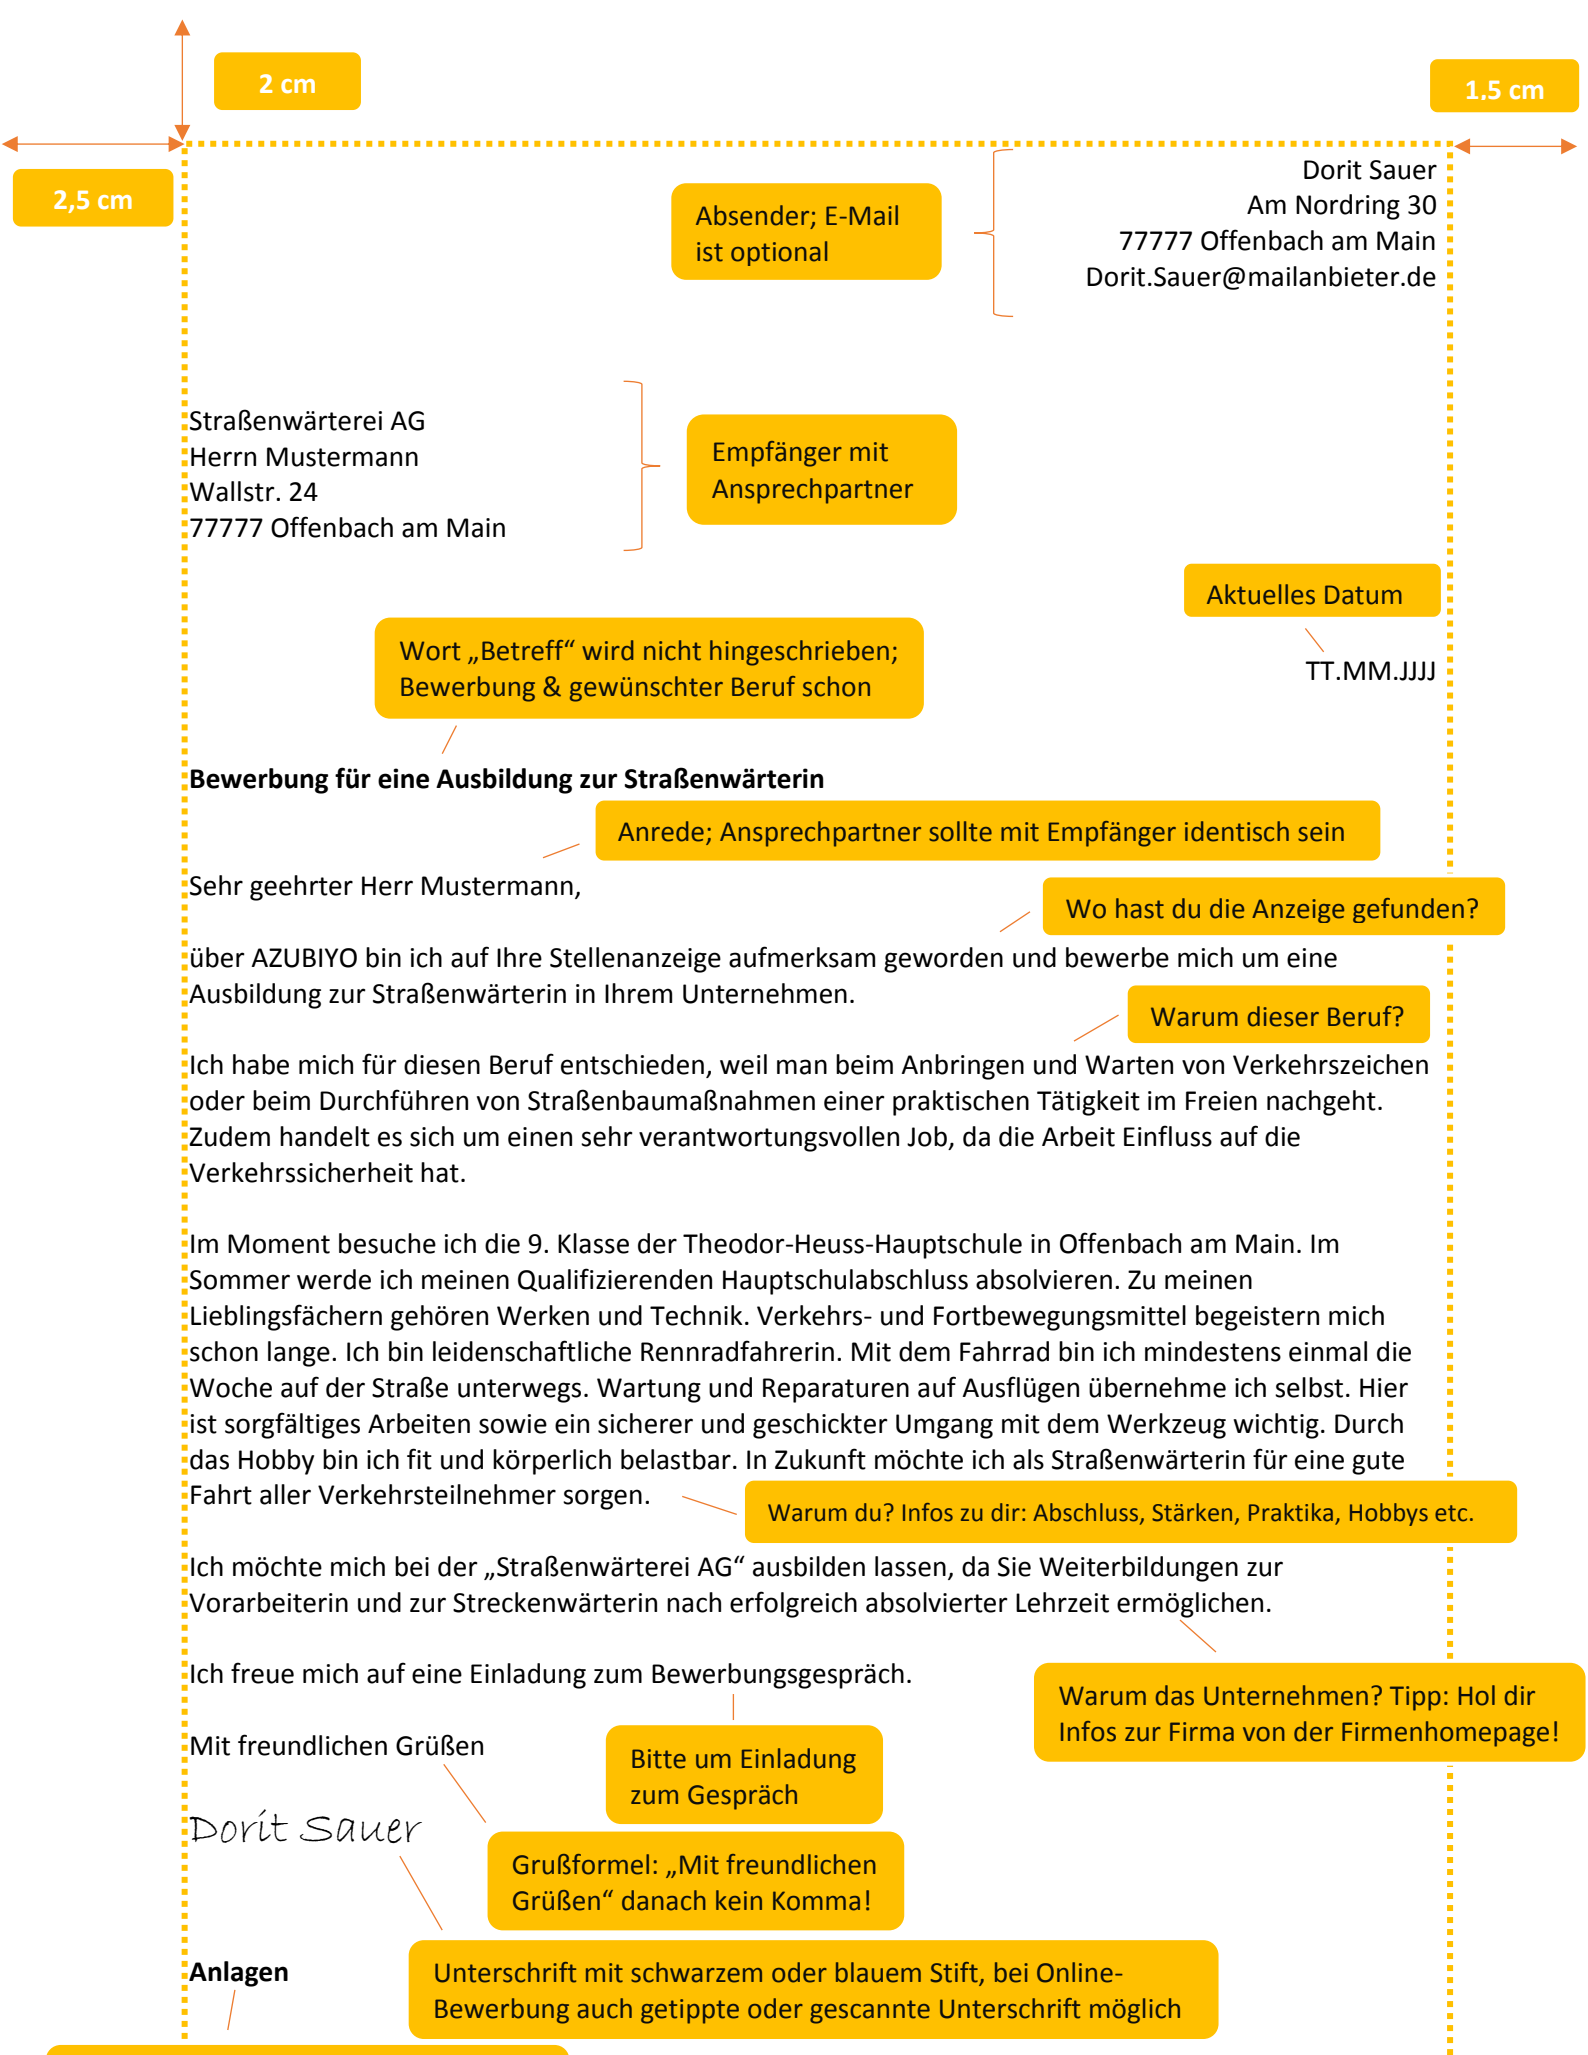 2 cm
1.5 cm
2,5 cm
Dorit Sauer
Am Nordring 30
77777 Offenbach am Main
Dorit.Sauer@mailanbieter.de
Absender; E-Mail
ist optional
Straßenwärterei AG
Herrn Mustermann
Wallstr. 24
77777 Offenbach am Main
Empfänger mit
Ansprechpartner
Aktuelles Datum
TT.MM.JJJJ
Wort „Betreff“ wird nicht hingeschrieben;
Bewerbung & gewünschter Beruf schon
Bewerbung für eine Ausbildung zur Straßenwärterin
Anrede; Ansprechpartner sollte mit Empfänger identisch sein
Sehr geehrter Herr Mustermann,
Wo hast du die Anzeige gefunden?
über AZUBIYO bin ich auf Ihre Stellenanzeige aufmerksam geworden und bewerbe mich um eine
Ausbildung zur Straßenwärterin in Ihrem Unternehmen.
Warum dieser Beruf?
Ich habe mich für diesen Beruf entschieden, weil man beim Anbringen und Warten von Verkehrszeichen
oder beim Durchführen von Straßenbaumaßnahmen einer praktischen Tätigkeit im Freien nachgeht.
Zudem handelt es sich um einen sehr verantwortungsvollen Job, da die Arbeit Einfluss auf die
Verkehrssicherheit hat.
Im Moment besuche ich die 9. Klasse der Theodor-Heuss-Hauptschule in Offenbach am Main. Im
Sommer werde ich meinen Qualifizierenden Hauptschulabschluss absolvieren. Zu meinen
Lieblingsfächern gehören Werken und Technik. Verkehrs- und Fortbewegungsmittel begeistern mich
schon lange. Ich bin leidenschaftliche Rennradfahrerin. Mit dem Fahrrad bin ich mindestens einmal die
Woche auf der Straße unterwegs. Wartung und Reparaturen auf Ausflügen übernehme ich selbst. Hier
ist sorgfältiges Arbeiten sowie ein sicherer und geschickter Umgang mit dem Werkzeug wichtig. Durch
das Hobby bin ich fit und körperlich belastbar. In Zukunft möchte ich als Straßenwärterin für eine gute
Fahrt aller Verkehrsteilnehmer sorgen.
Warum du? Infos zu dir: Abschluss, Stärken, Praktika, Hobbys etc.
Ich möchte mich bei der „Straßenwärterei AG“ ausbilden lassen, da Sie Weiterbildungen zur
Vorarbeiterin und zur Streckenwärterin nach erfolgreich absolvierter Lehrzeit ermöglichen.
Ich freue mich auf eine Einladung zum Bewerbungsgespräch.
Warum das Unternehmen? Tipp: Hol dir
Infos zur Firma von der Firmenhomepage!
Mit freundlichen Grüßen
Bitte um Einladung
zum Gespräch
Dorit Sauer
Grußformel: „Mit freundlichen
Grüßen“ danach kein Komma!
Anlagen
Unterschrift mit schwarzem oder blauem Stift, bei Online-
Bewerbung auch getippte oder gescannte Unterschrift möglich